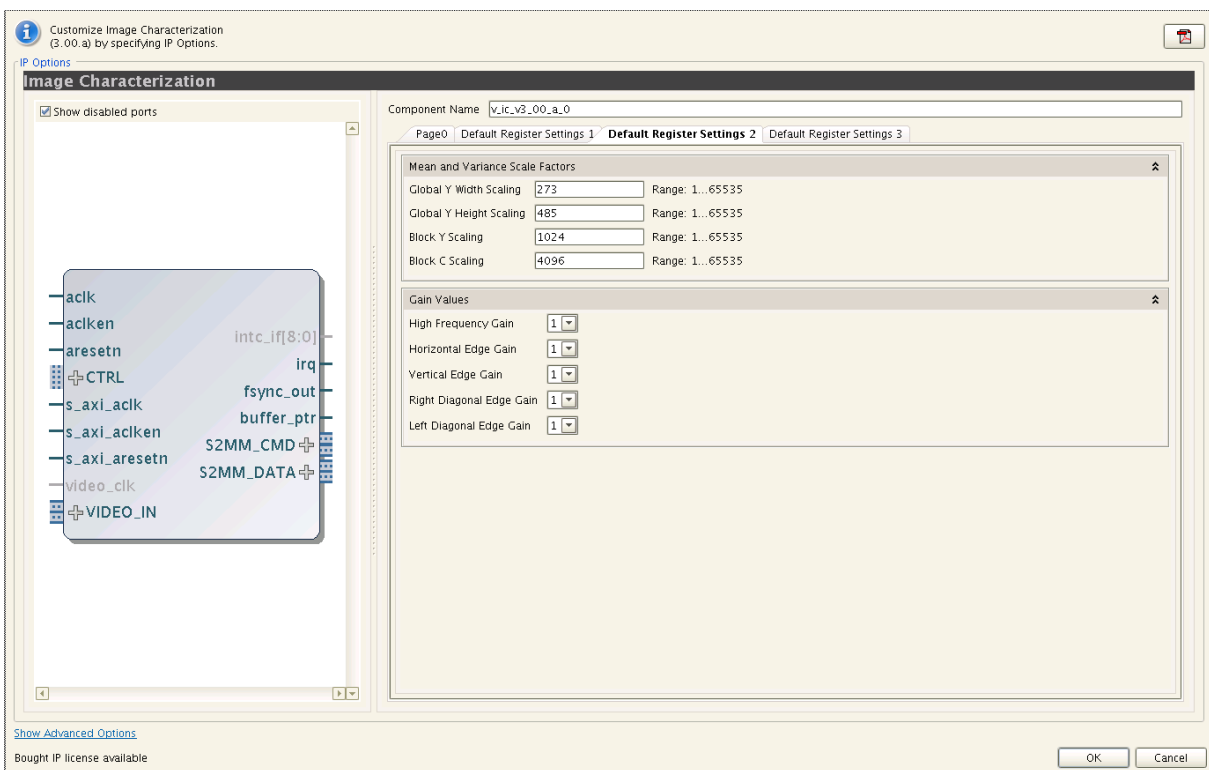 Customize Image Characterization
(3.00.a) by specifying IP Options.
IP Options
Image Characterization
Show disabled ports
aclk
aclken
aresetn
CTRL
s_axi_aclk
s_axi_aclken
s_axi_aresetn
video_clk
VIDEO_IN
intc_if[8:0]
irq
fsync_out
buffer_ptr
S2MM_CMD
S2MM_DATA
Component Name v_ic_v3_00_a_0
Page0 Default Register Settings 1 Default Register Settings 2 Default Register Settings 3
Mean and Variance Scale Factors
Global Y Width Scaling 273 Range: 1...65535
Global Y Height Scaling 485 Range: 1...65535
Block Y Scaling 1024 Range: 1...65535
Block C Scaling 4096 Range: 1...65535
Gain Values
High Frequency Gain 1
Horizontal Edge Gain 1
Vertical Edge Gain 1
Right Diagonal Edge Gain 1
Left Diagonal Edge Gain 1
Show Advanced Options
Bought IP license available
OK Cancel